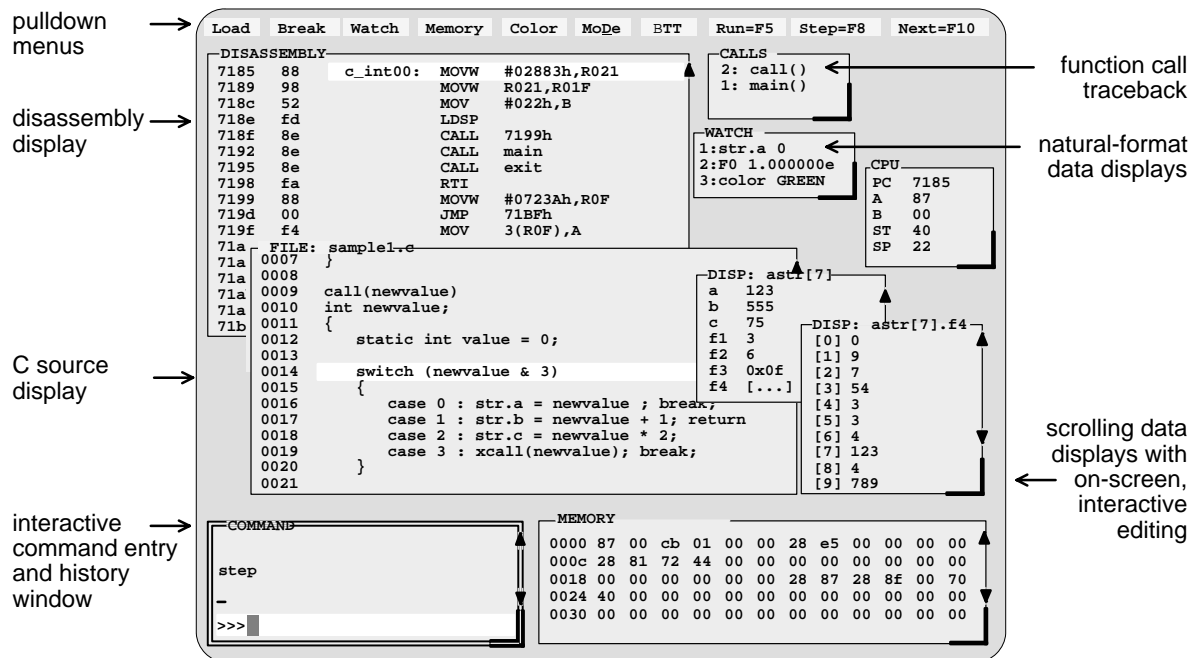 pulldown
menus
disassembly
display
C source
display
interactive
command entry
and history
window
Load Break Watch Memory Color MoDe BTT Run=F5 Step=F8 Next=F10
DISASSEMBLY
7185 88 c_int00: MOVW #02883h,R021
7189 98 MOVW R021,R01F
718c 52 MOV #022h,B
718e fd LDSP
718f 8e CALL 7199h
7192 8e CALL main
7195 8e CALL exit
7198 fa RTI
7199 88 MOVW #0723Ah,R0F
719d 00 JMP 71BFh
719f f4 MOV 3(R0F),A
71a
71a
71a
71a
71a
71b
FILE: sample1.c
0007 }
0008
0009 call(newvalue)
0010 int newvalue;
0011 {
0012 static int value = 0;
0013
0014 switch (newvalue & 3)
0015 {
0016 case 0 : str.a = newvalue ; break;
0017 case 1 : str.b = newvalue + 1; return
0018 case 2 : str.c = newvalue * 2;
0019 case 3 : xcall(newvalue); break;
0020 }
0021
CALLS
2: call()
1: main()
WATCH
1:str.a 0
2:F0 1.000000e
3:color GREEN
CPU
PC 7185
A 87
B 00
ST 40
SP 22
DISP: astr[7]
a 123
b 555
c 75
f1 3
f2 6
f3 0x0f
f4 [...]
DISP: astr[7].f4
[0] 0
[1] 9
[2] 7
[3] 54
[4] 3
[5] 3
[6] 4
[7] 123
[8] 4
[9] 789
COMMAND
step
>>>
MEMORY
0000 87 00 cb 01 00 00 28 e5 00 00 00 00
000c 28 81 72 44 00 00 00 00 00 00 00 00
0018 00 00 00 00 00 00 28 87 28 8f 00 70
0024 40 00 00 00 00 00 00 00 00 00 00 00
0030 00 00 00 00 00 00 00 00 00 00 00 00
function call
traceback
natural-format
data displays
scrolling data
displays with
on-screen,
interactive
editing